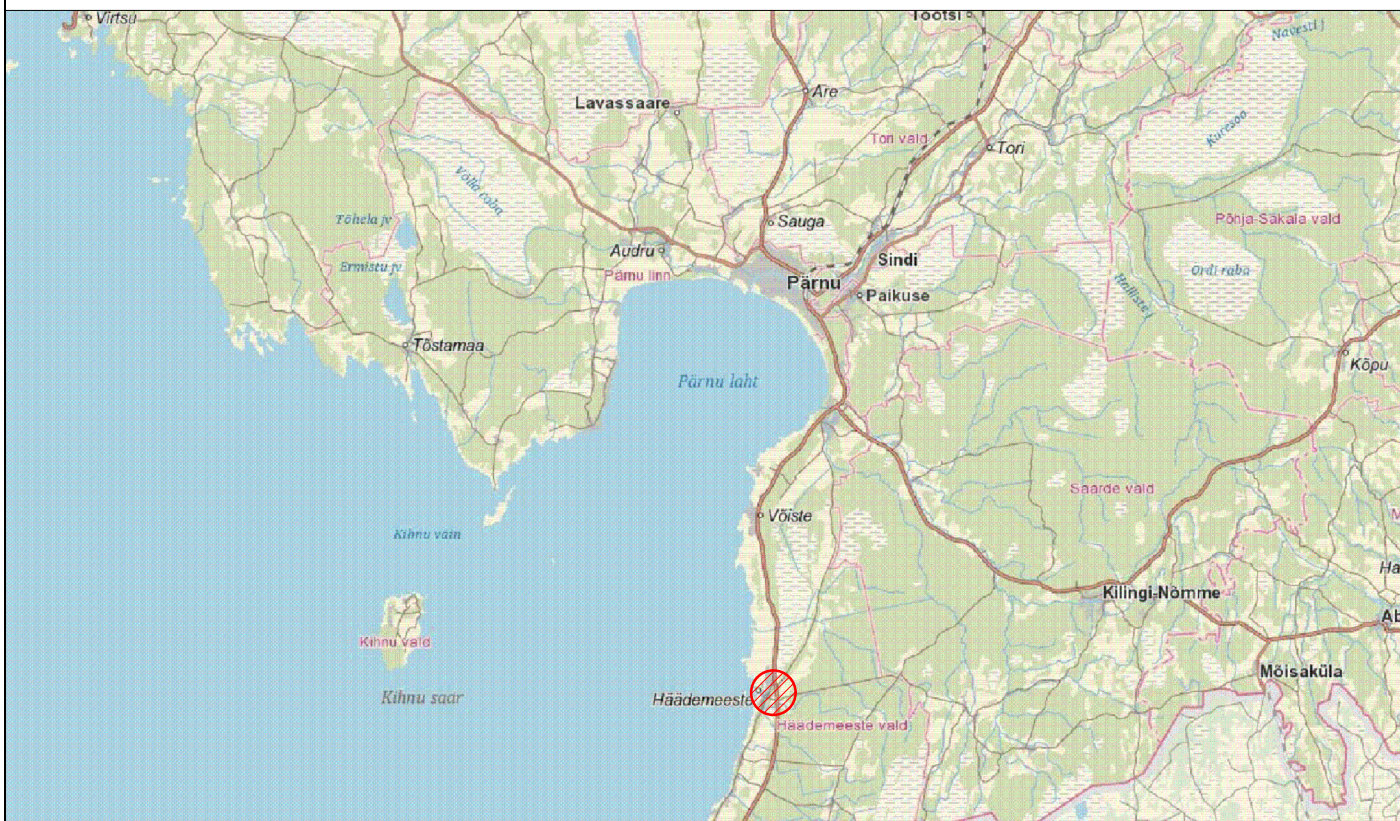 Virtsu
Tootsi
Navesti j
Lavassaare
Are
Tori vald
Tori
Kuresoo
Võlla raba
Tõhela jv
Sauga
Põhja-Sakala vald
Audru
Ermistu jv
Pärnu linn
Sindi
Ordi raba
Pärnu
Paikuse
Halliste j
Tõstamaa
Kõpu
Pärnu laht
Saarde vald
Võiste
Kihnu väin
Ha
Kilingi-Nõmme
Ab
Kihnu vald
Mõisaküla
Kihnu saar
Häädemeeste
Häädemeeste vald